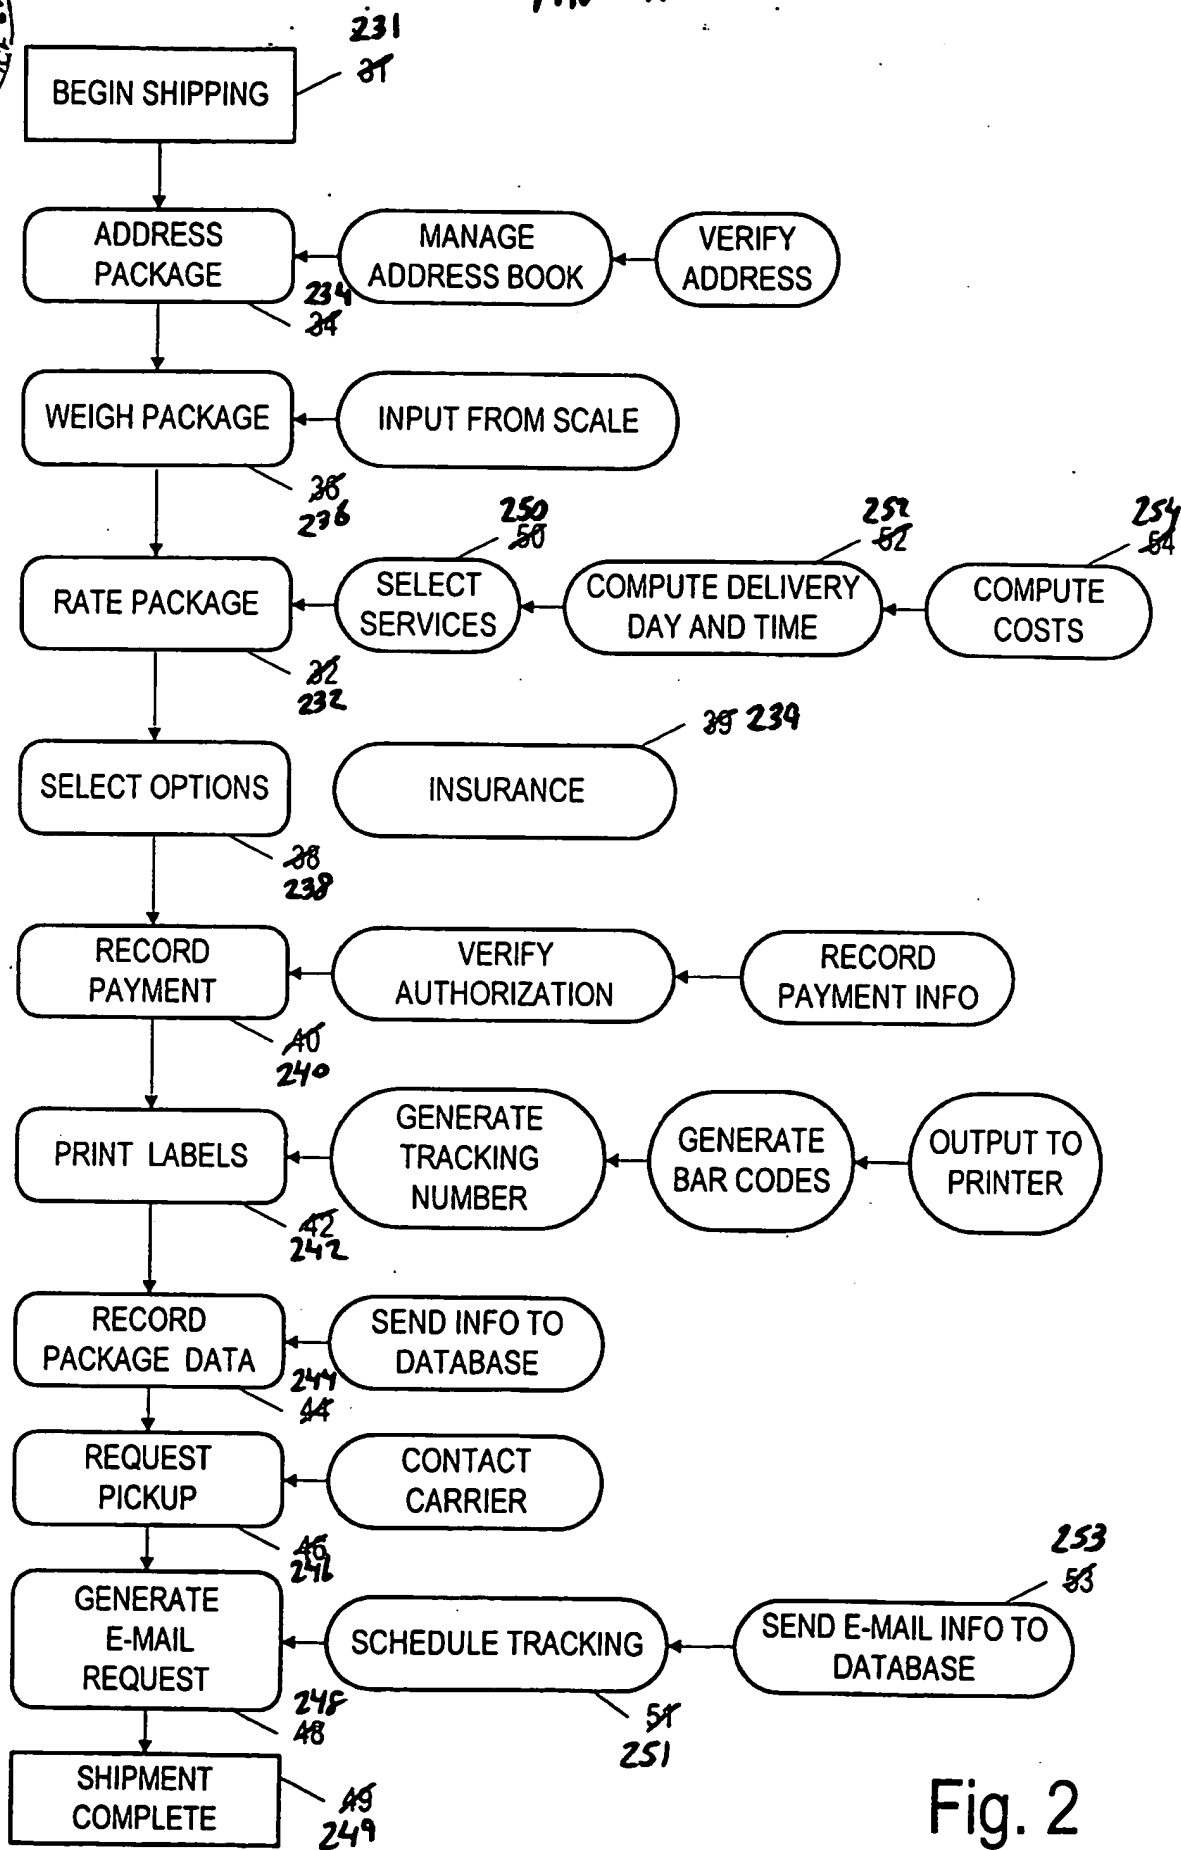 231
31
BEGIN SHIPPING
ADDRESS
PACKAGE
MANAGE
ADDRESS BOOK
VERIFY
ADDRESS
234
34
WEIGH PACKAGE
INPUT FROM SCALE
36
236
250
50
252
52
254
54
RATE PACKAGE
SELECT
SERVICES
COMPUTE DELIVERY
DAY AND TIME
COMPUTE
COSTS
32
232
39 239
SELECT OPTIONS
INSURANCE
38
238
RECORD
PAYMENT
VERIFY
AUTHORIZATION
RECORD
PAYMENT INFO
40
240
PRINT LABELS
GENERATE
TRACKING
NUMBER
GENERATE
BAR CODES
OUTPUT TO
PRINTER
42
242
RECORD
PACKAGE DATA
SEND INFO TO
DATABASE
244
44
REQUEST
PICKUP
CONTACT
CARRIER
46
246
253
53
GENERATE
E-MAIL
REQUEST
SCHEDULE TRACKING
SEND E-MAIL INFO TO
DATABASE
248
48
51
251
SHIPMENT
COMPLETE
49
249
Fig. 2